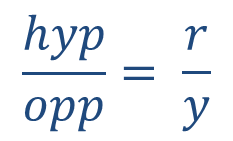 hyp/opp = r/y